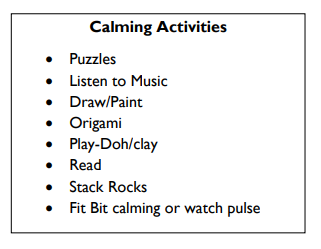 Calming Activities
• Puzzles
• Listen to Music
• Draw/Paint
• Origami
• Play-Doh/clay
• Read
• Stack Rocks
• Fit Bit calming or watch pulse